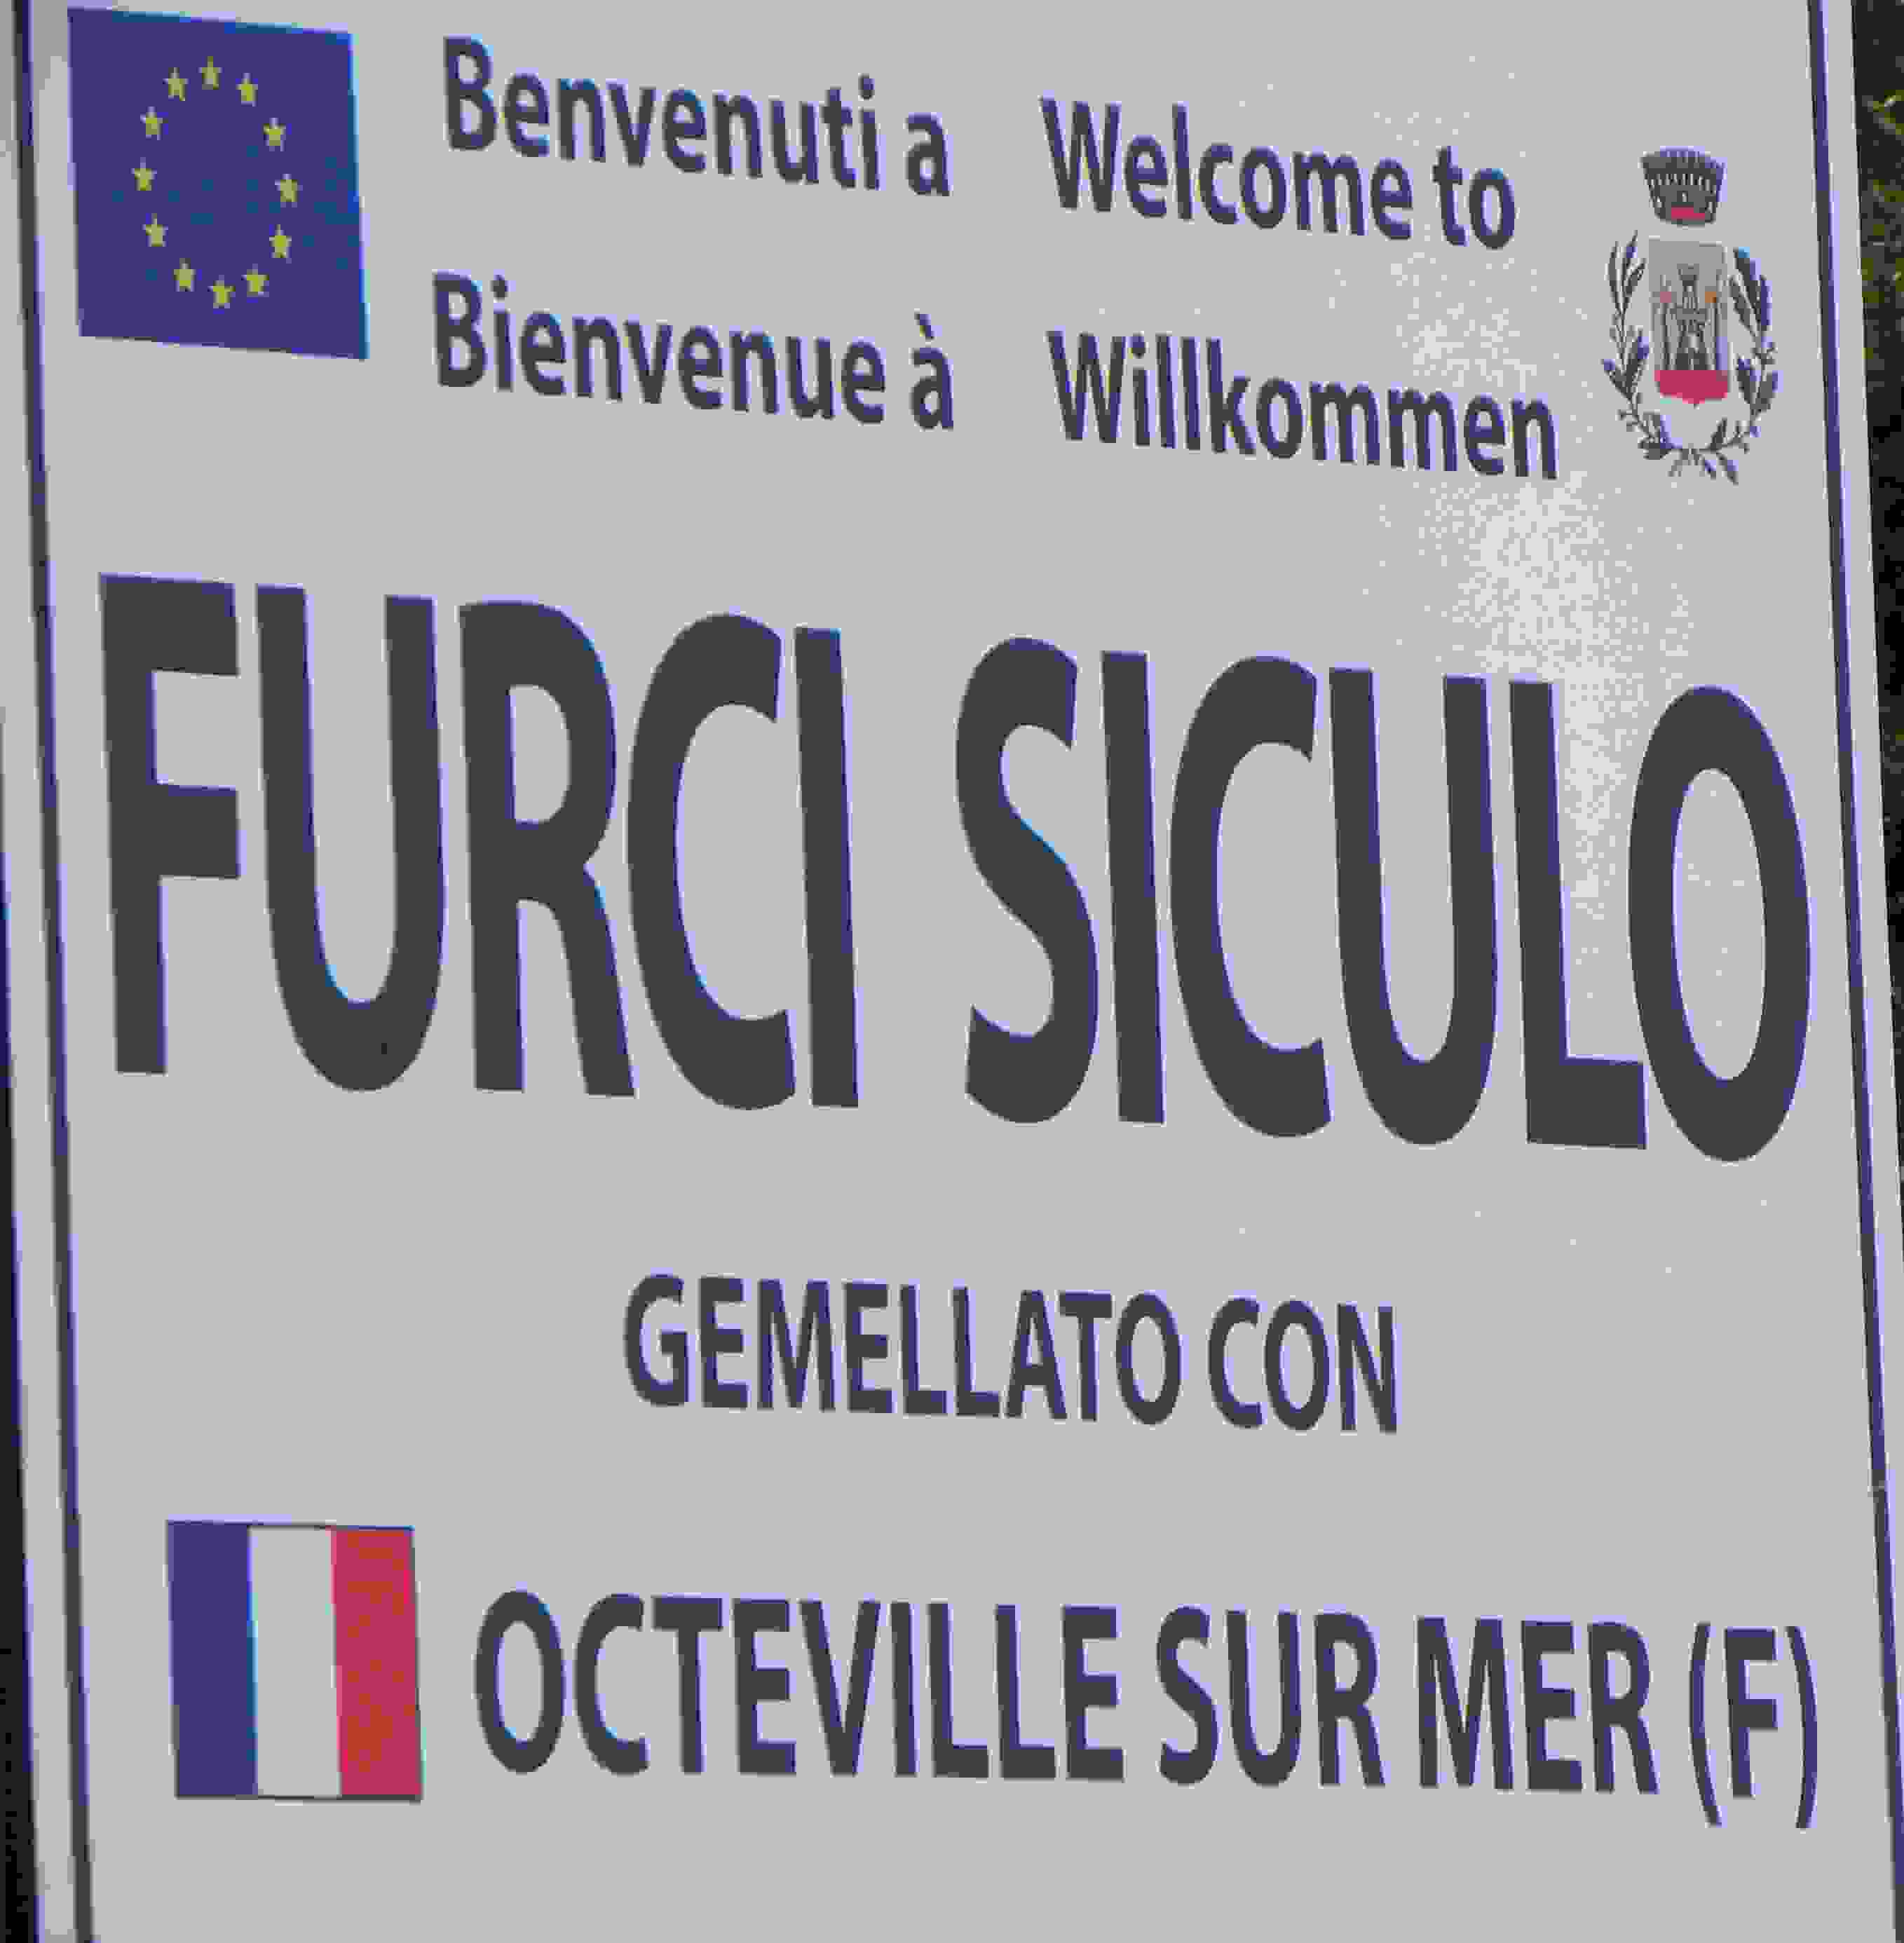 Benvenuti a Welcome to
Bienvenue à Willkommen
FURCI SICULO
GEMELLATO CON
OCTEVILLE SUR MER (F)